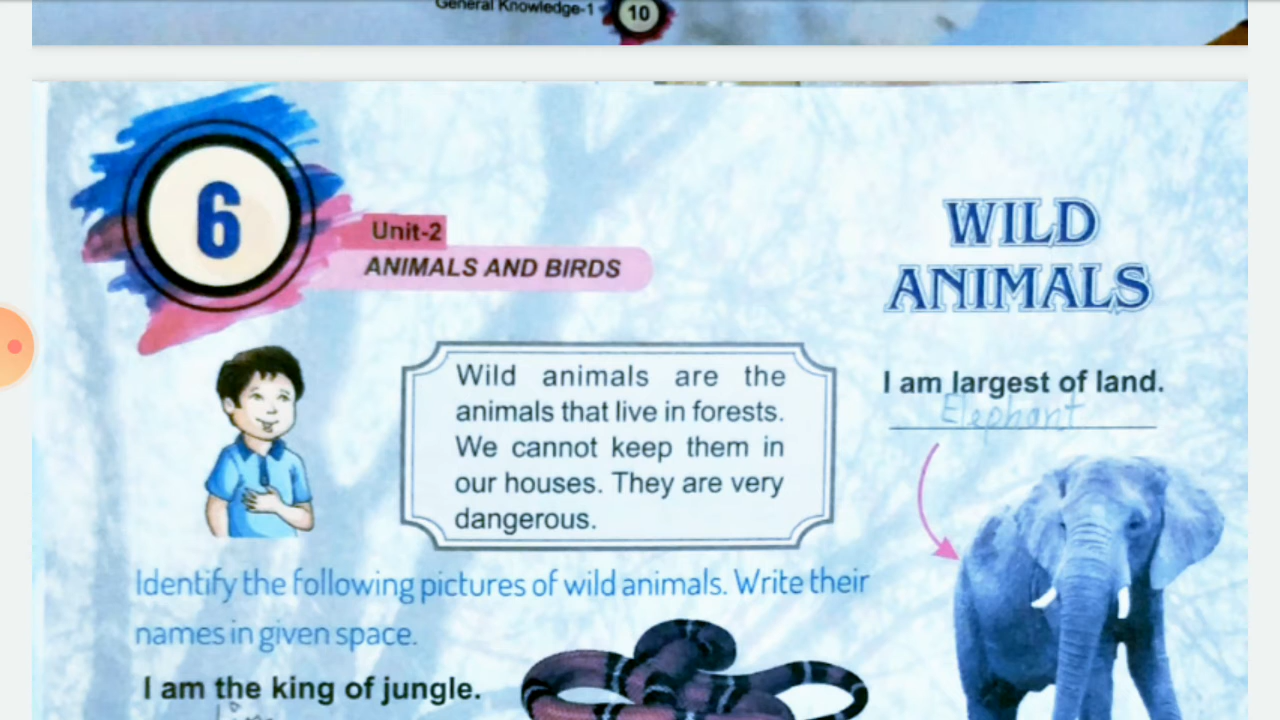 General Knowledge-1
10
6
Unit-2
ANIMALS AND BIRDS
WILD
ANIMALS
Wild animals are the
animals that live in forests.
We cannot keep them in
our houses. They are very
dangerous.
I am largest of land.
Elephant
Identify the following pictures of wild animals. Write their
names in given space.
I am the king of jungle.